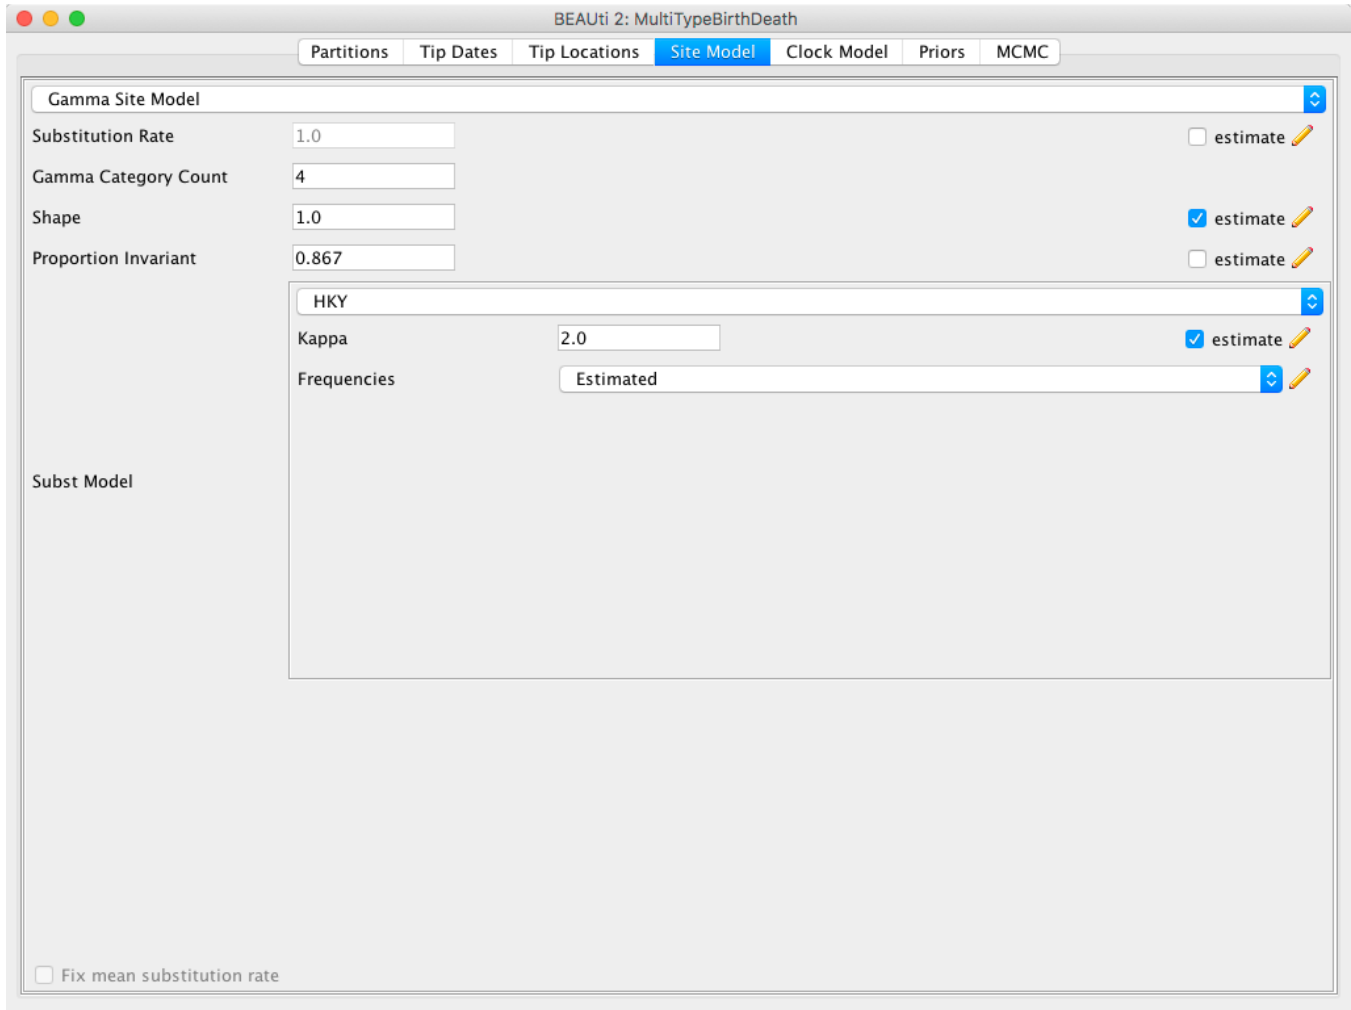 BEAUti 2: MultiTypeBirthDeath
Partitions Tip Dates Tip Locations Site Model Clock Model Priors MCMC
Gamma Site Model
Substitution Rate 1.0 estimate
Gamma Category Count 4
Shape 1.0 estimate
Proportion Invariant 0.867 estimate
HKY
Kappa 2.0 estimate
Frequencies Estimated
Subst Model
Fix mean substitution rate